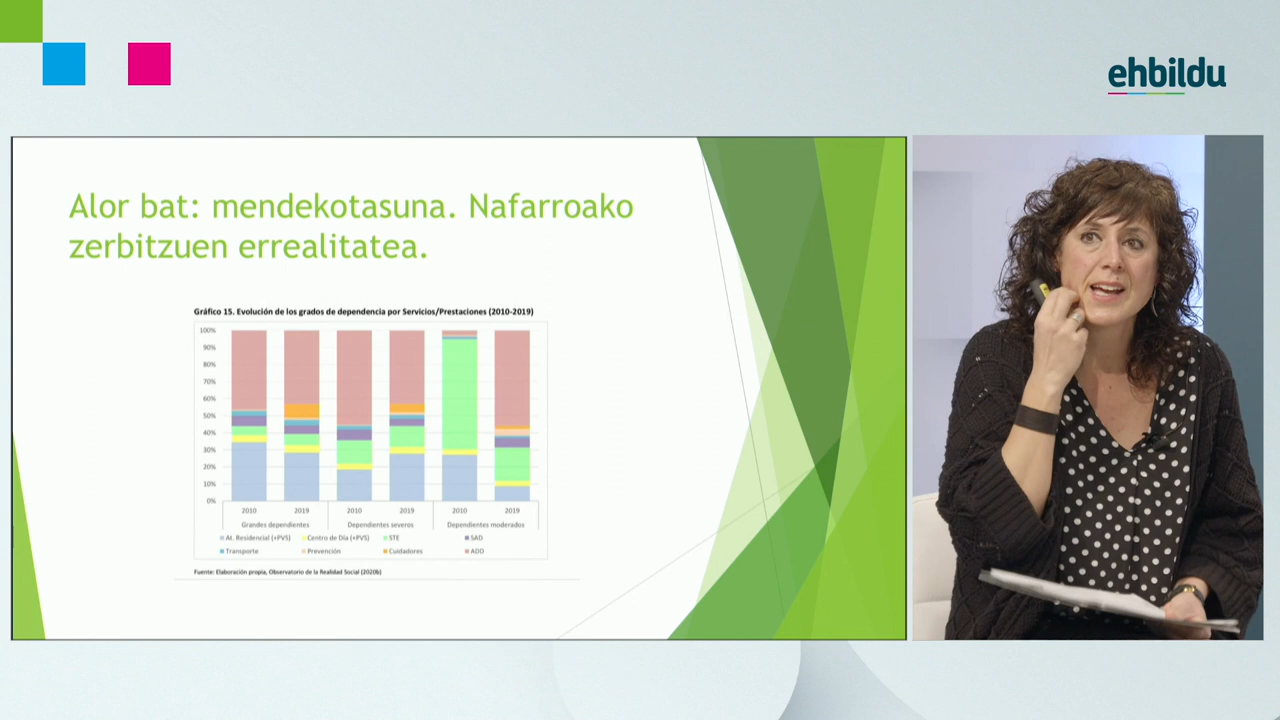 ehbildu
Alor bat: mendekotasuna. Nafarroako
zerbitzuen errealitatea.
Gráfico 15. Evolución de los grados de dependencia por Servicios/Prestaciones (2010-2019)
100%
90%
80%
70%
60%
50%
40%
30%
20%
10%
0%
2010 2019 2010 2019 2010 2019
Grandes dependientes Dependientes severos Dependientes moderados
At. Residencial (+PVS) Centro de Día (+PVS) STE SAD
Transporte Prevención Cuidadores ADD
Fuente: Elaboración propia, Observatorio de la Realidad Social (2020b)